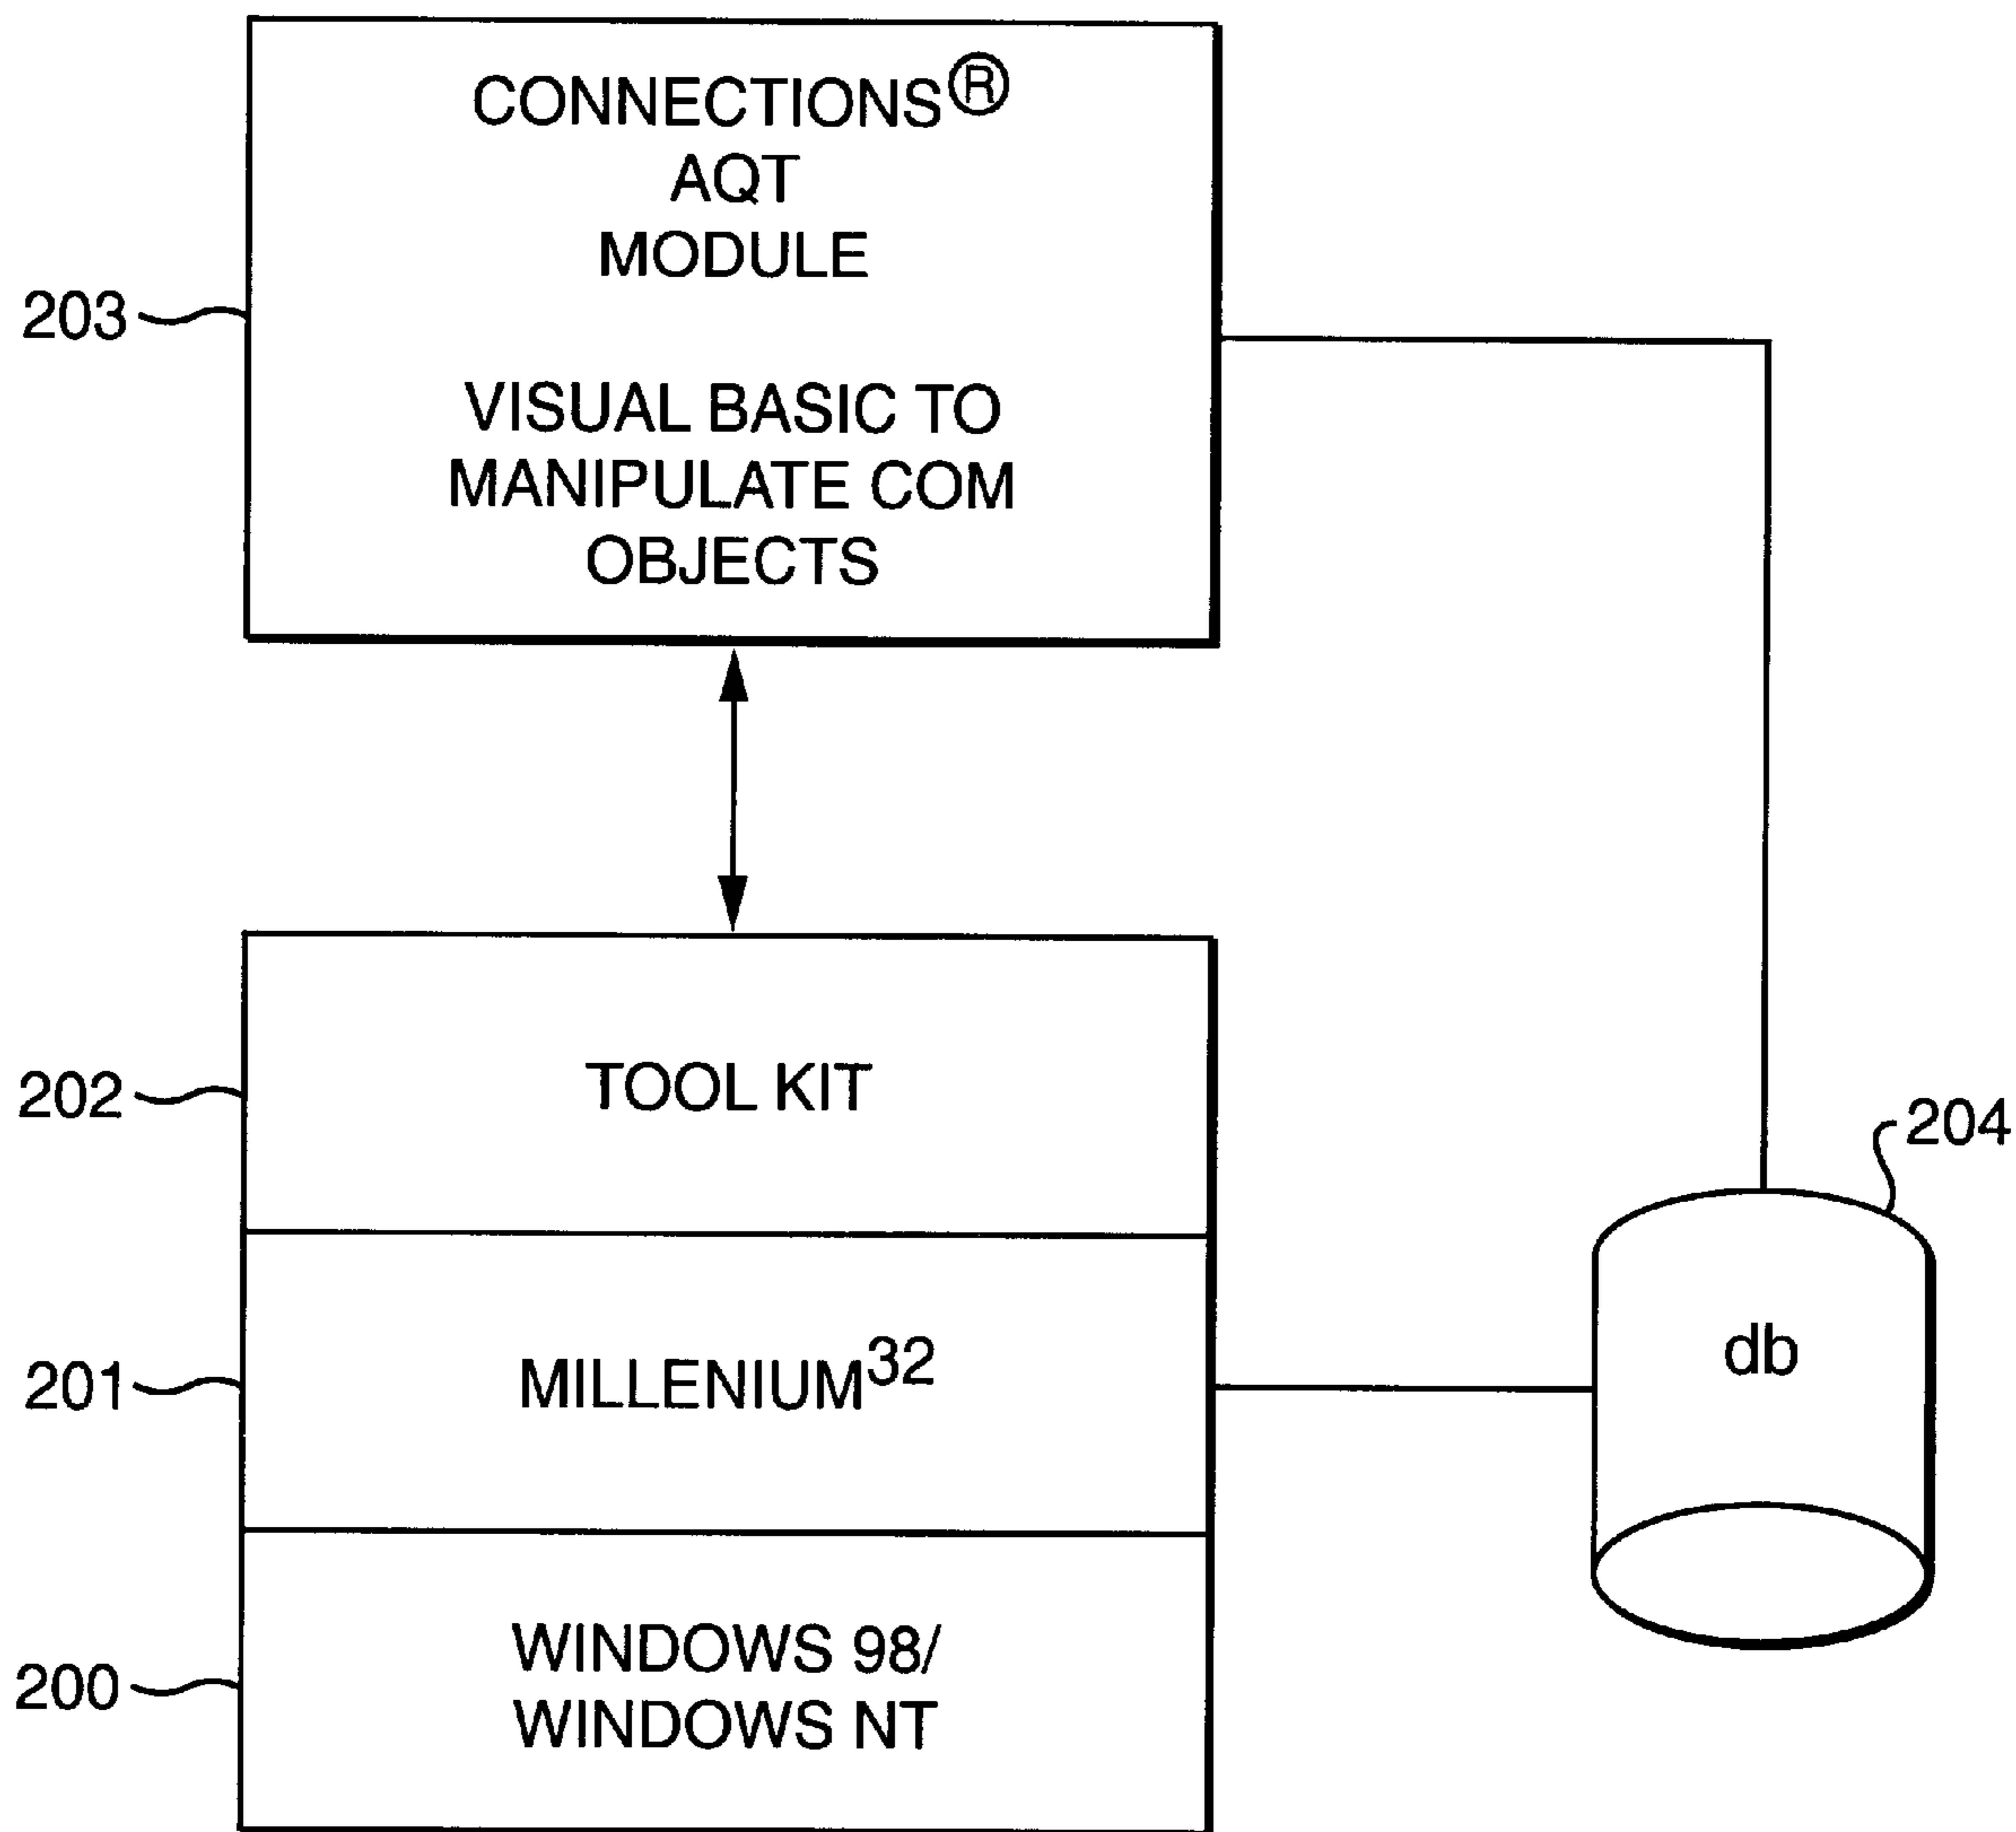 CONNECTIONS®
AQT
MODULE
203
VISUAL BASIC TO
MANIPULATE COM
OBJECTS
202
TOOL KIT
204
201
MILLENIUM³²
db
200
WINDOWS 98/
WINDOWS NT